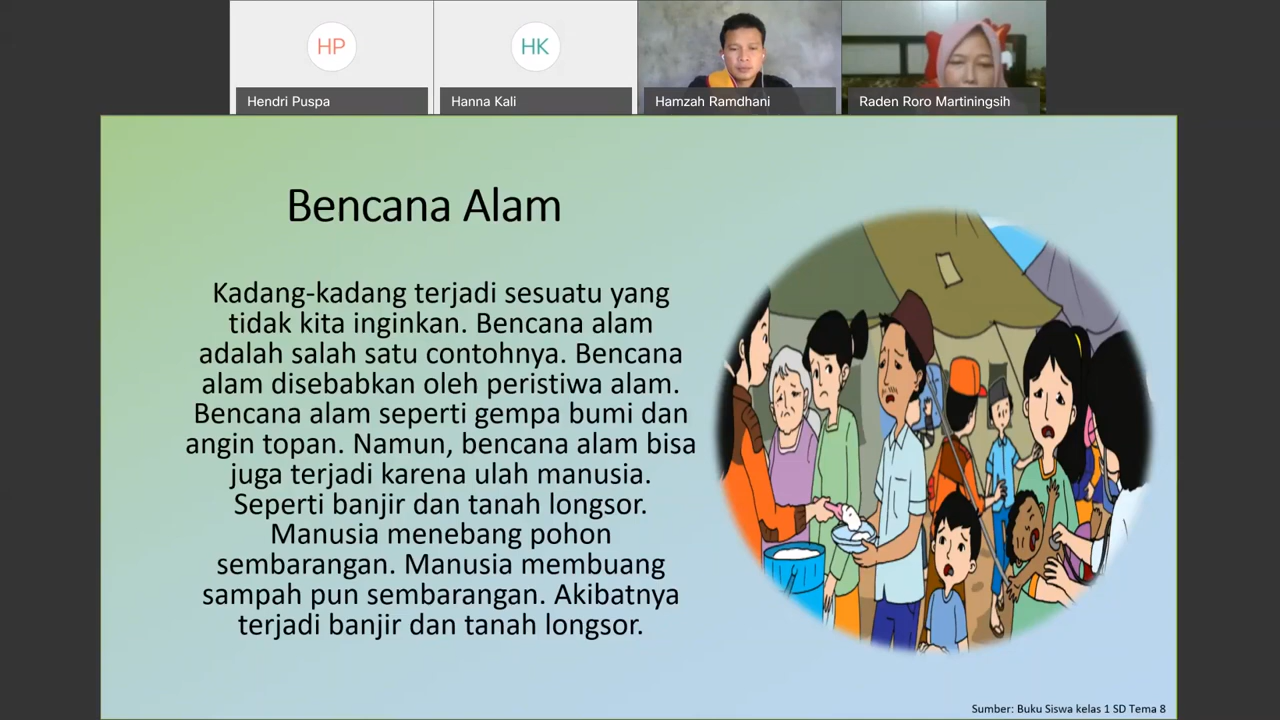 HP
HK
Hendri Puspa
Hanna Kali
Hamzah Ramdhani
Raden Roro Martiningsih
Bencana Alam
Kadang-kadang terjadi sesuatu yang
tidak kita inginkan. Bencana alam
adalah salah satu contohnya. Bencana
alam disebabkan oleh peristiwa alam.
Bencana alam seperti gempa bumi dan
angin topan. Namun, bencana alam bisa
juga terjadi karena ulah manusia.
Seperti banjir dan tanah longsor.
Manusia menebang pohon
sembarangan. Manusia membuang
sampah pun sembarangan. Akibatnya
terjadi banjir dan tanah longsor.
Sumber: Buku Siswa kelas 1 SD Tema 8